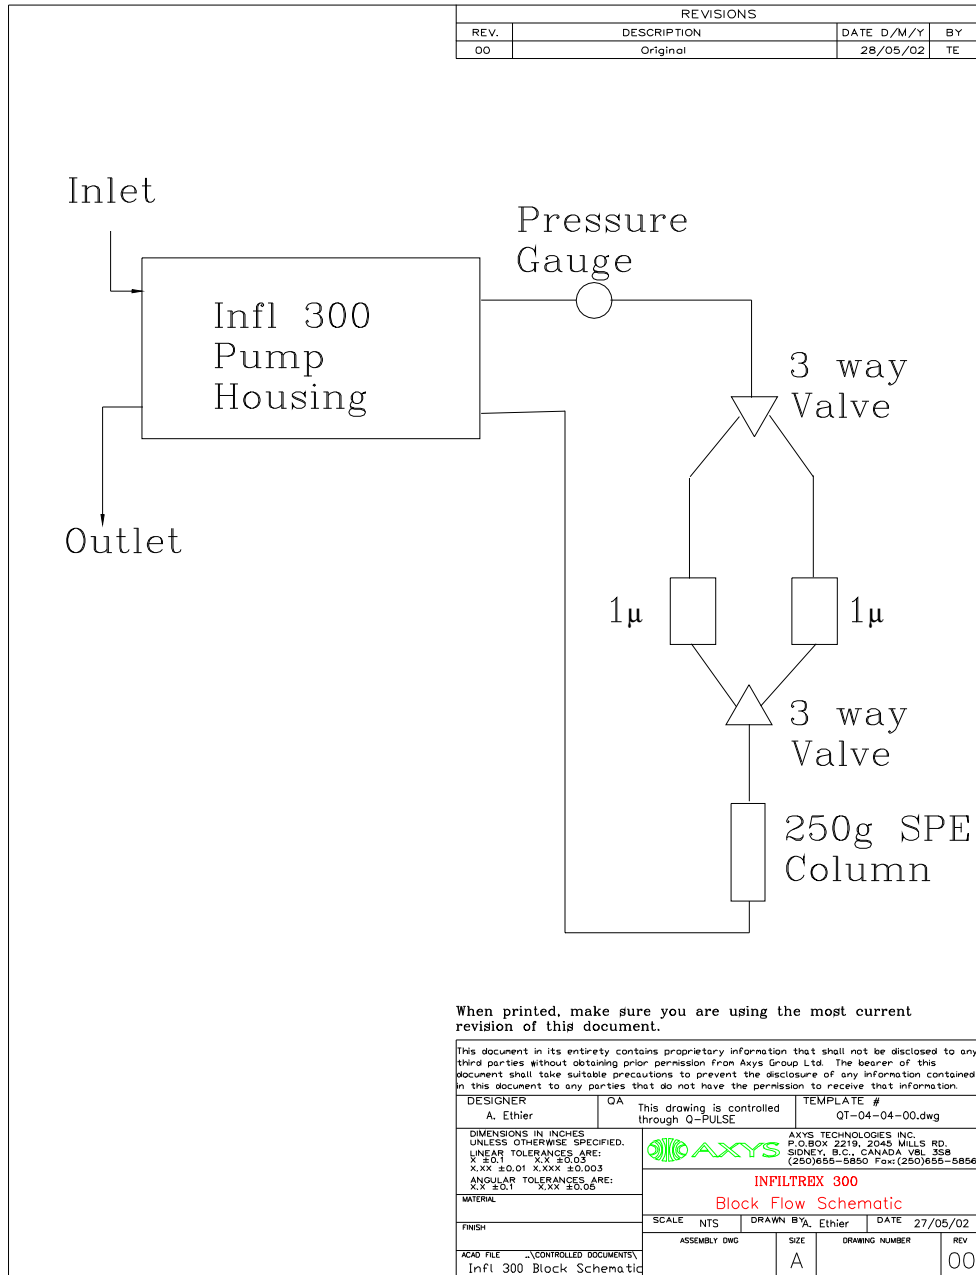 REVISIONS
REV. DESCRIPTION DATE D/M/Y BY
00 Original 28/05/02 TE
Inlet
Pressure
Gauge
Infl 300
Pump
Housing
3 way
Valve
Outlet
1μ 1μ
3 way
Valve
250g SPE
Column
When printed, make sure you are using the most current
revision of this document.
This document in its entirety contains proprietary information that shall not be disclosed to any
third parties without obtaining prior permission from Axys Group Ltd. The bearer of this
document shall take suitable precautions to prevent the disclosure of any information contained
in this document to any parties that do not have the permission to receive that information.
DESIGNER
A. Ethier
QA
This drawing is controlled
through Q-PULSE
TEMPLATE #
QT-04-04-00.dwg
DIMENSIONS IN INCHES
UNLESS OTHERWISE SPECIFIED.
LINEAR TOLERANCES ARE:
X ±0.1 X.X ±0.03
X.XX ±0.01 X.XXX ±0.003
ANGULAR TOLERANCES ARE:
X.X ±0.1 X.XX ±0.05
MATERIAL
FINISH
ACAD FILE ..\CONTROLLED DOCUMENTS\
Infl 300 Block Schematic
AXYS
AXYS TECHNOLOGIES INC.
P.O.BOX 2219, 2045 MILLS RD.
SIDNEY, B.C., CANADA V8L 3S8
(250)655-5850 Fax:(250)655-5856
INFILTREX 300
Block Flow Schematic
SCALE NTS DRAWN BY A. Ethier DATE 27/05/02
ASSEMBLY DWG SIZE DRAWING NUMBER REV
A 00